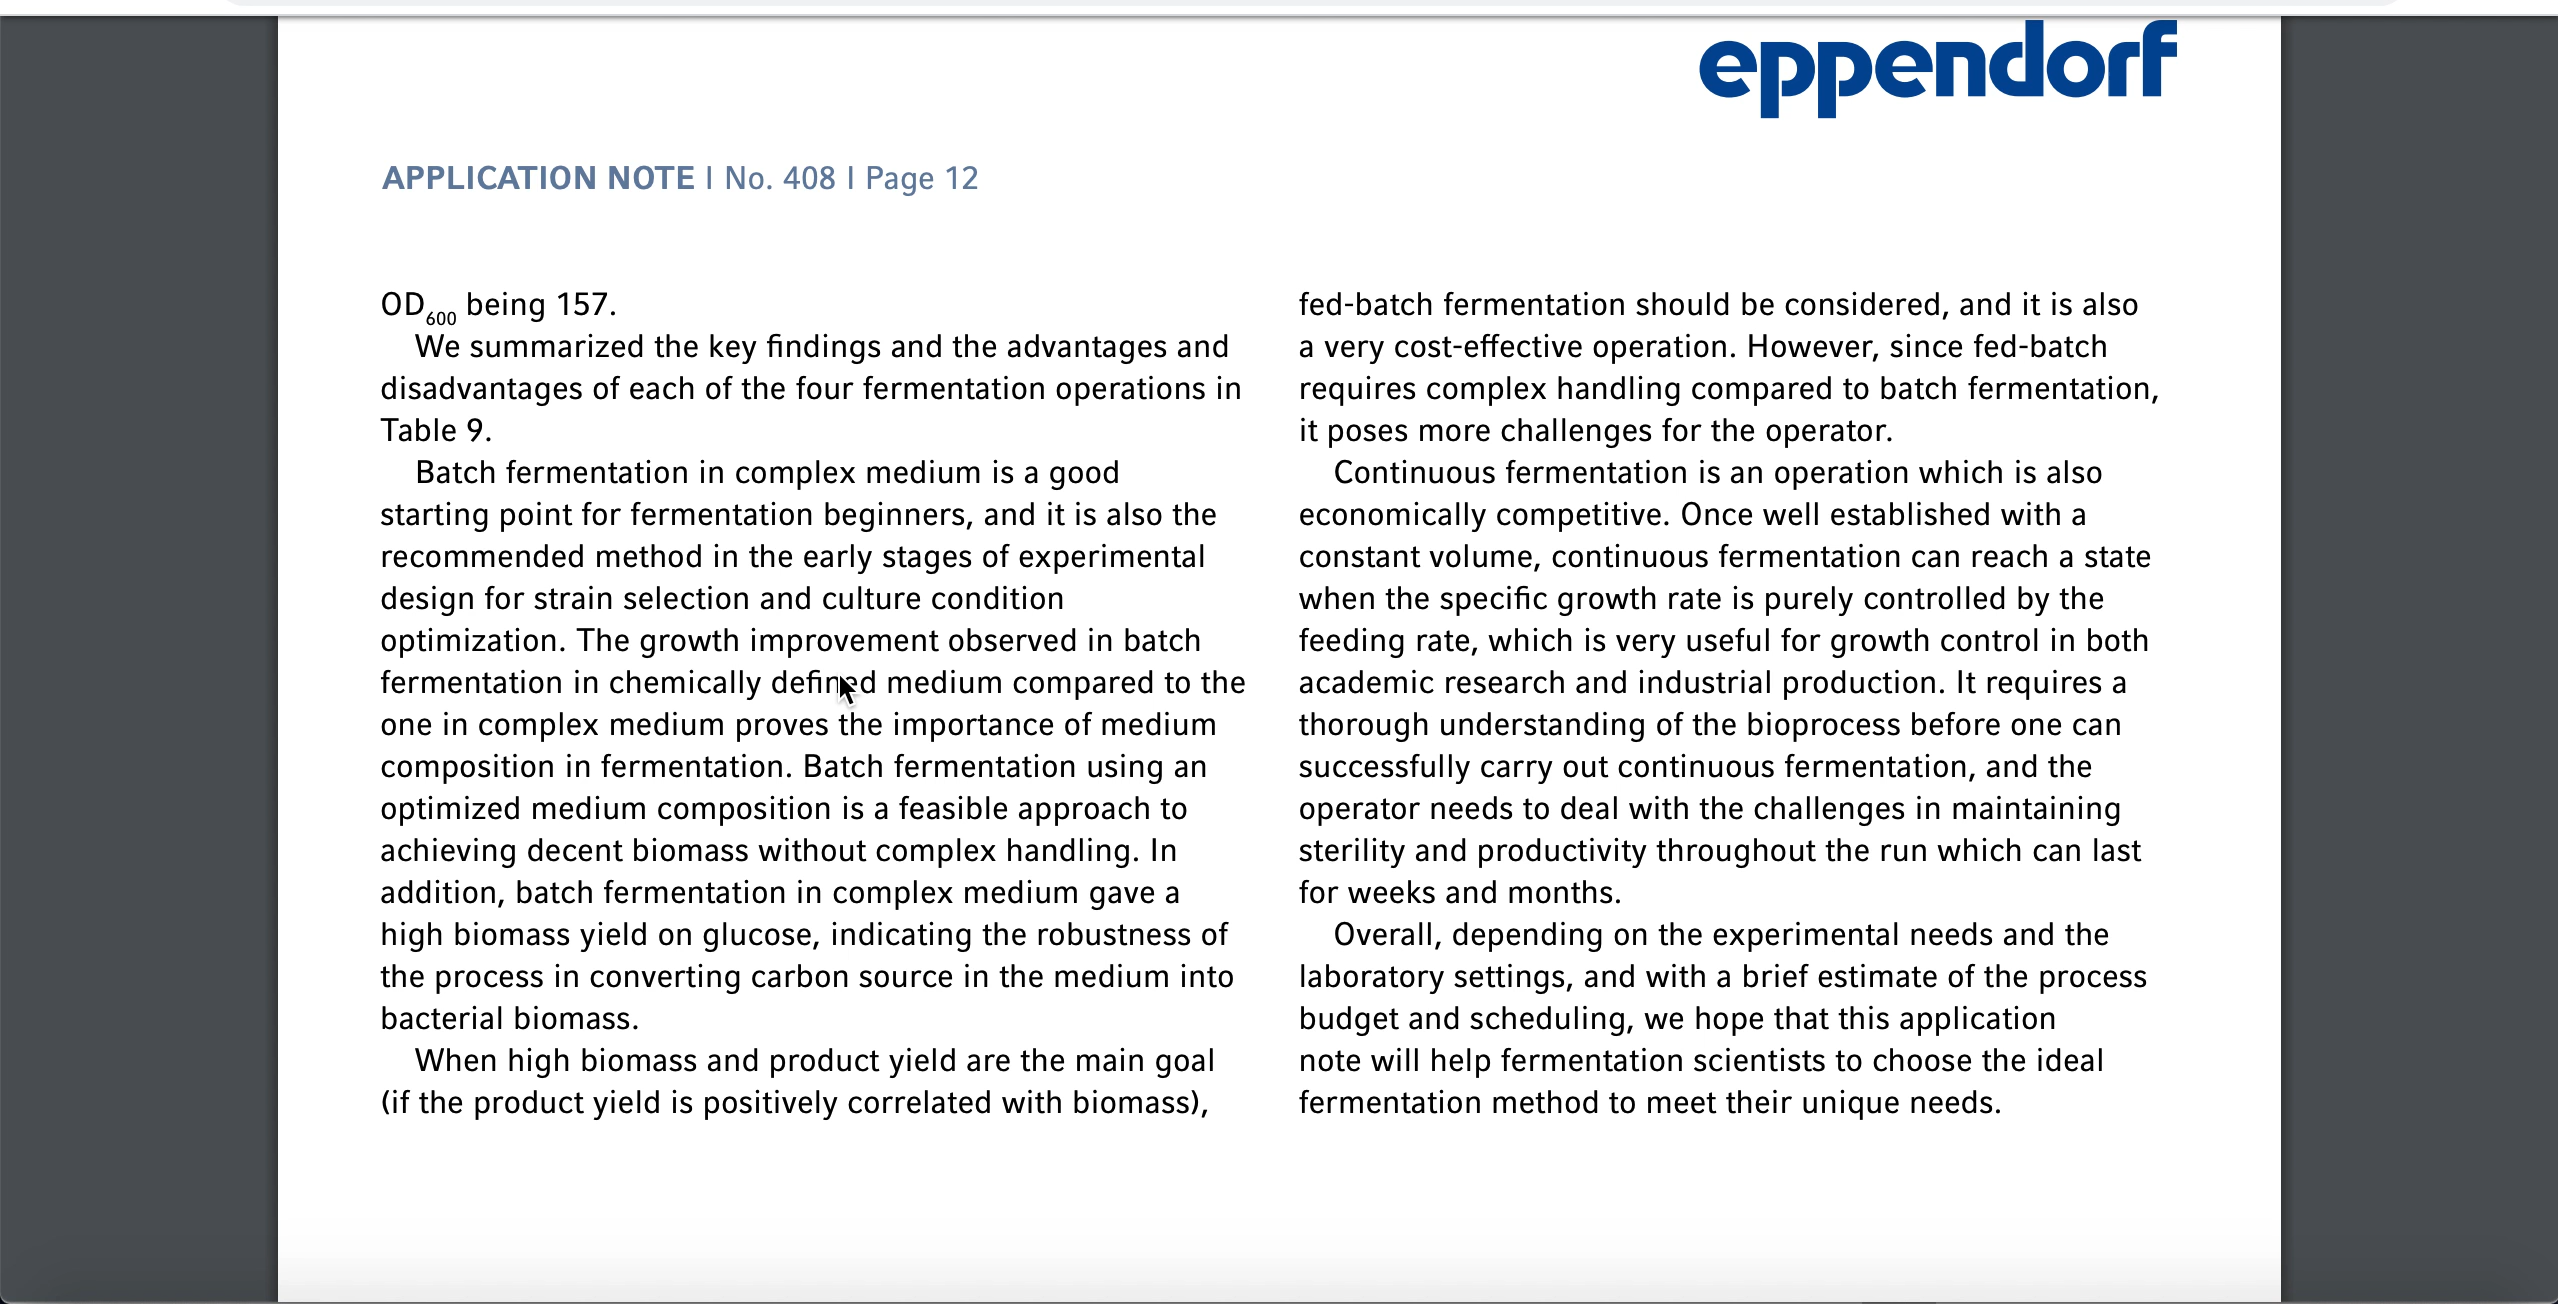 eppendorf
APPLICATION NOTE | No. 408 | Page 12
OD600 being 157.
We summarized the key findings and the advantages and
disadvantages of each of the four fermentation operations in
Table 9.
Batch fermentation in complex medium is a good
starting point for fermentation beginners, and it is also the
recommended method in the early stages of experimental
design for strain selection and culture condition
optimization. The growth improvement observed in batch
fermentation in chemically defined medium compared to the
one in complex medium proves the importance of medium
composition in fermentation. Batch fermentation using an
optimized medium composition is a feasible approach to
achieving decent biomass without complex handling. In
addition, batch fermentation in complex medium gave a
high biomass yield on glucose, indicating the robustness of
the process in converting carbon source in the medium into
bacterial biomass.
When high biomass and product yield are the main goal
(if the product yield is positively correlated with biomass),
fed-batch fermentation should be considered, and it is also
a very cost-effective operation. However, since fed-batch
requires complex handling compared to batch fermentation,
it poses more challenges for the operator.
Continuous fermentation is an operation which is also
economically competitive. Once well established with a
constant volume, continuous fermentation can reach a state
when the specific growth rate is purely controlled by the
feeding rate, which is very useful for growth control in both
academic research and industrial production. It requires a
thorough understanding of the bioprocess before one can
successfully carry out continuous fermentation, and the
operator needs to deal with the challenges in maintaining
sterility and productivity throughout the run which can last
for weeks and months.
Overall, depending on the experimental needs and the
laboratory settings, and with a brief estimate of the process
budget and scheduling, we hope that this application
note will help fermentation scientists to choose the ideal
fermentation method to meet their unique needs.